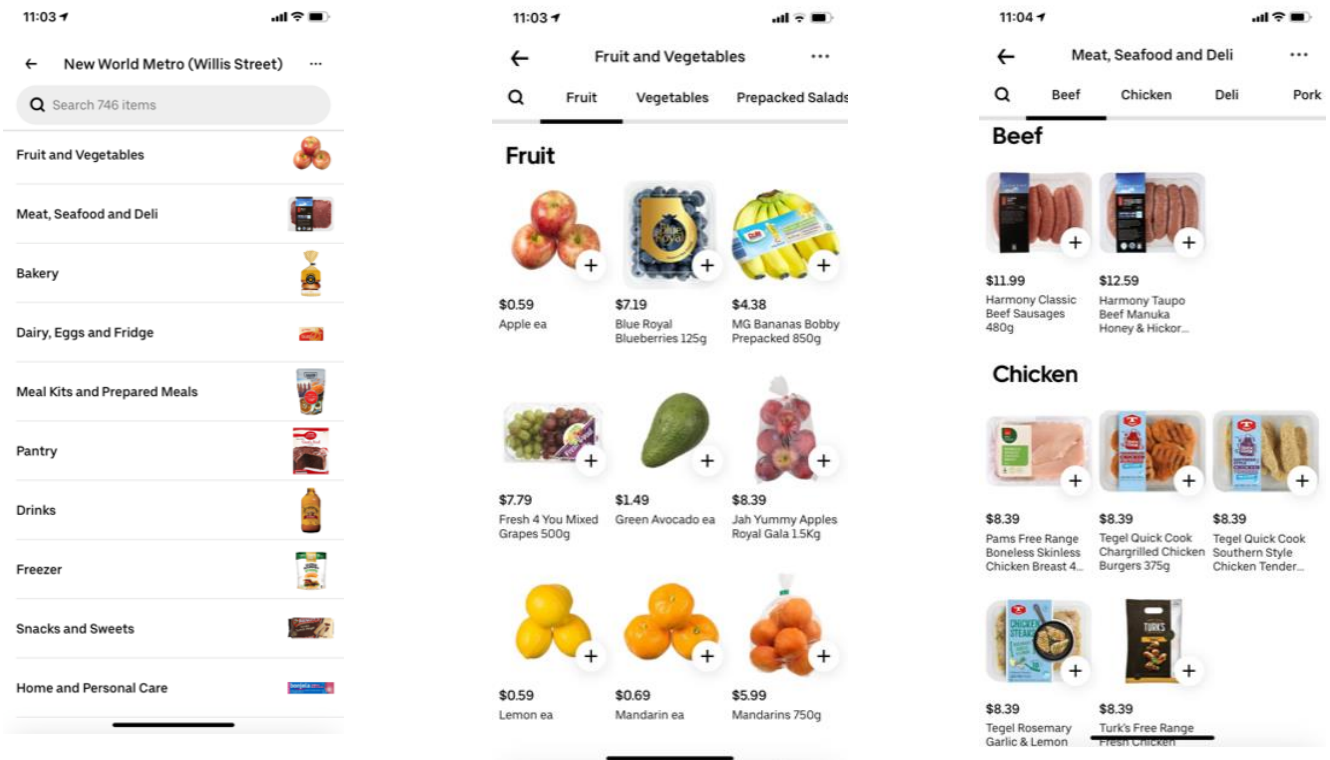 11:03
New World Metro (Willis Street)
Search 746 items
Fruit and Vegetables
Meat, Seafood and Deli
Bakery
Dairy, Eggs and Fridge
Meal Kits and Prepared Meals
Pantry
Drinks
Freezer
Snacks and Sweets
Home and Personal Care
11:03
Fruit and Vegetables
Fruit Vegetables Prepacked Salads
Fruit
Blue
Royal
$0.59 $7.19 $4.38
Apple ea
Blue Royal
Blueberries 125g
MG Bananas Bobby
Prepacked 850g
$7.79 $1.49 $8.39
Fresh 4 You Mixed
Grapes 500g
Green Avocado ea
Jah Yummy Apples
Royal Gala 1.5Kg
$0.59 $0.69 $5.99
Lemon ea
Mandarin ea
Mandarins 750g
11:04
Meat, Seafood and Deli
Beef Chicken Deli Pork
Beef
$11.99 $12.59
Harmony Classic
Beef Sausages
480g
Harmony Taupo
Beef Manuka
Honey & Hickor...
Chicken
$8.39 $8.39 $8.39
Pams Free Range
Boneless Skinless
Chicken Breast 4...
Tegel Quick Cook
Chargrilled Chicken
Burgers 375g
Tegel Quick Cook
Southern Style
Chicken Tender...
CHICKEN
STEAKS
TURK'S
$8.39 $8.39
Tegel Rosemary
Garlic & Lemon
Turk's Free Range
Fresh Chicken